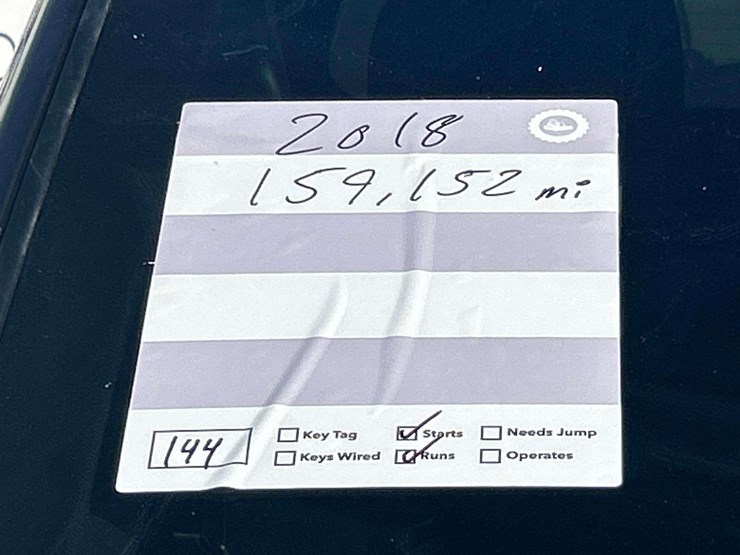 2018
159,152 mi
144
Key Tag Starts Needs Jump
Keys Wired Runs Operates